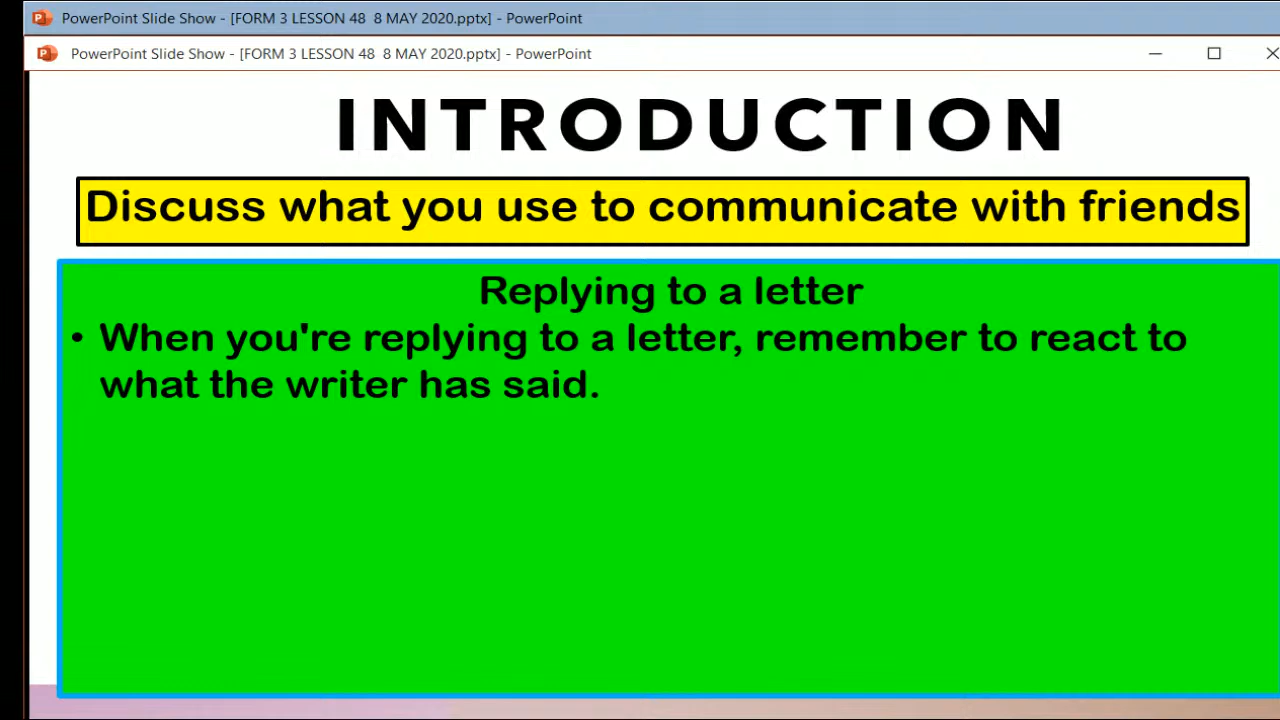 PowerPoint Slide Show - [FORM 3 LESSON 48  8 MAY 2020.pptx] - PowerPoint
PowerPoint Slide Show - [FORM 3 LESSON 48  8 MAY 2020.pptx] - PowerPoint
INTRODUCTION
Discuss what you use to communicate with friends
Replying to a letter
• When you're replying to a letter, remember to react to
what the writer has said.